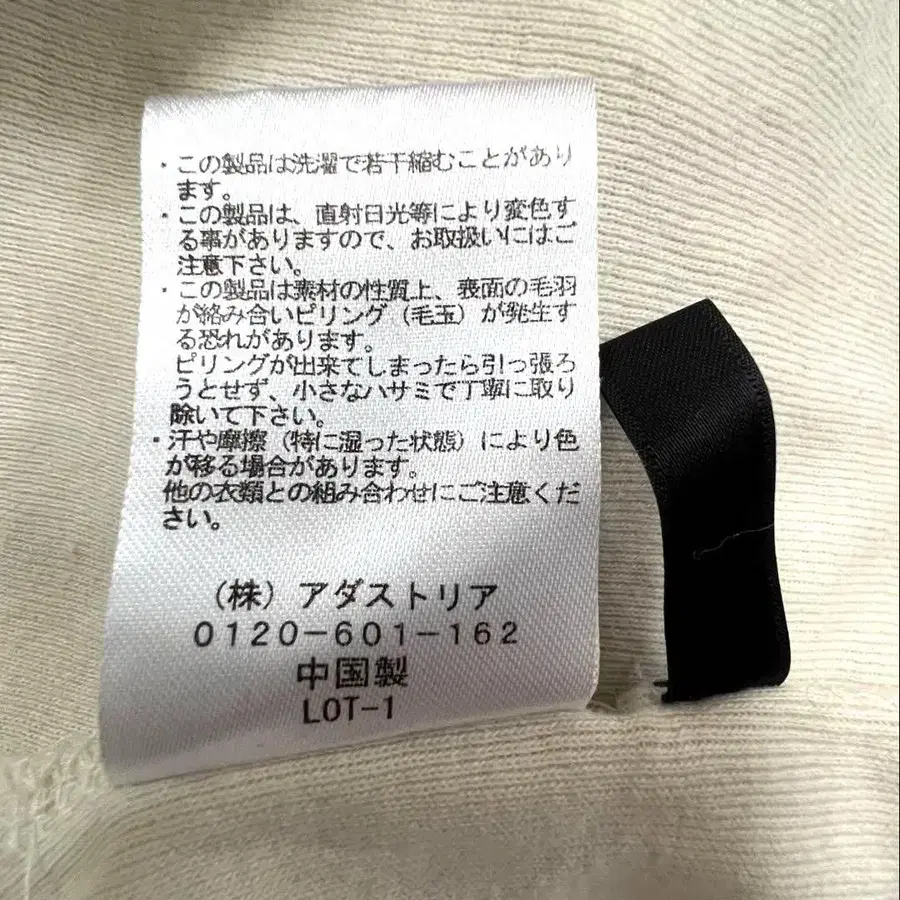 ・この製品は洗濯で若干縮むことがあり
ます。
・この製品は、直射日光等により変色す
る事がありますので、お取扱いにはご
注意下さい。
・この製品は素材の性質上、表面の毛羽
が絡み合いピリング（毛玉）が発生す
る恐れがあります。
ピリングが出来てしまったら引っ張ろ
うとせず、小さなハサミで丁寧に取り
除いて下さい。
・汗や摩擦（特に湿った状態）により色
が移る場合があります。
他の衣類との組み合わせにご注意くだ
さい。
（株）アダストリア
0120-601-162
中国製
LOT-1